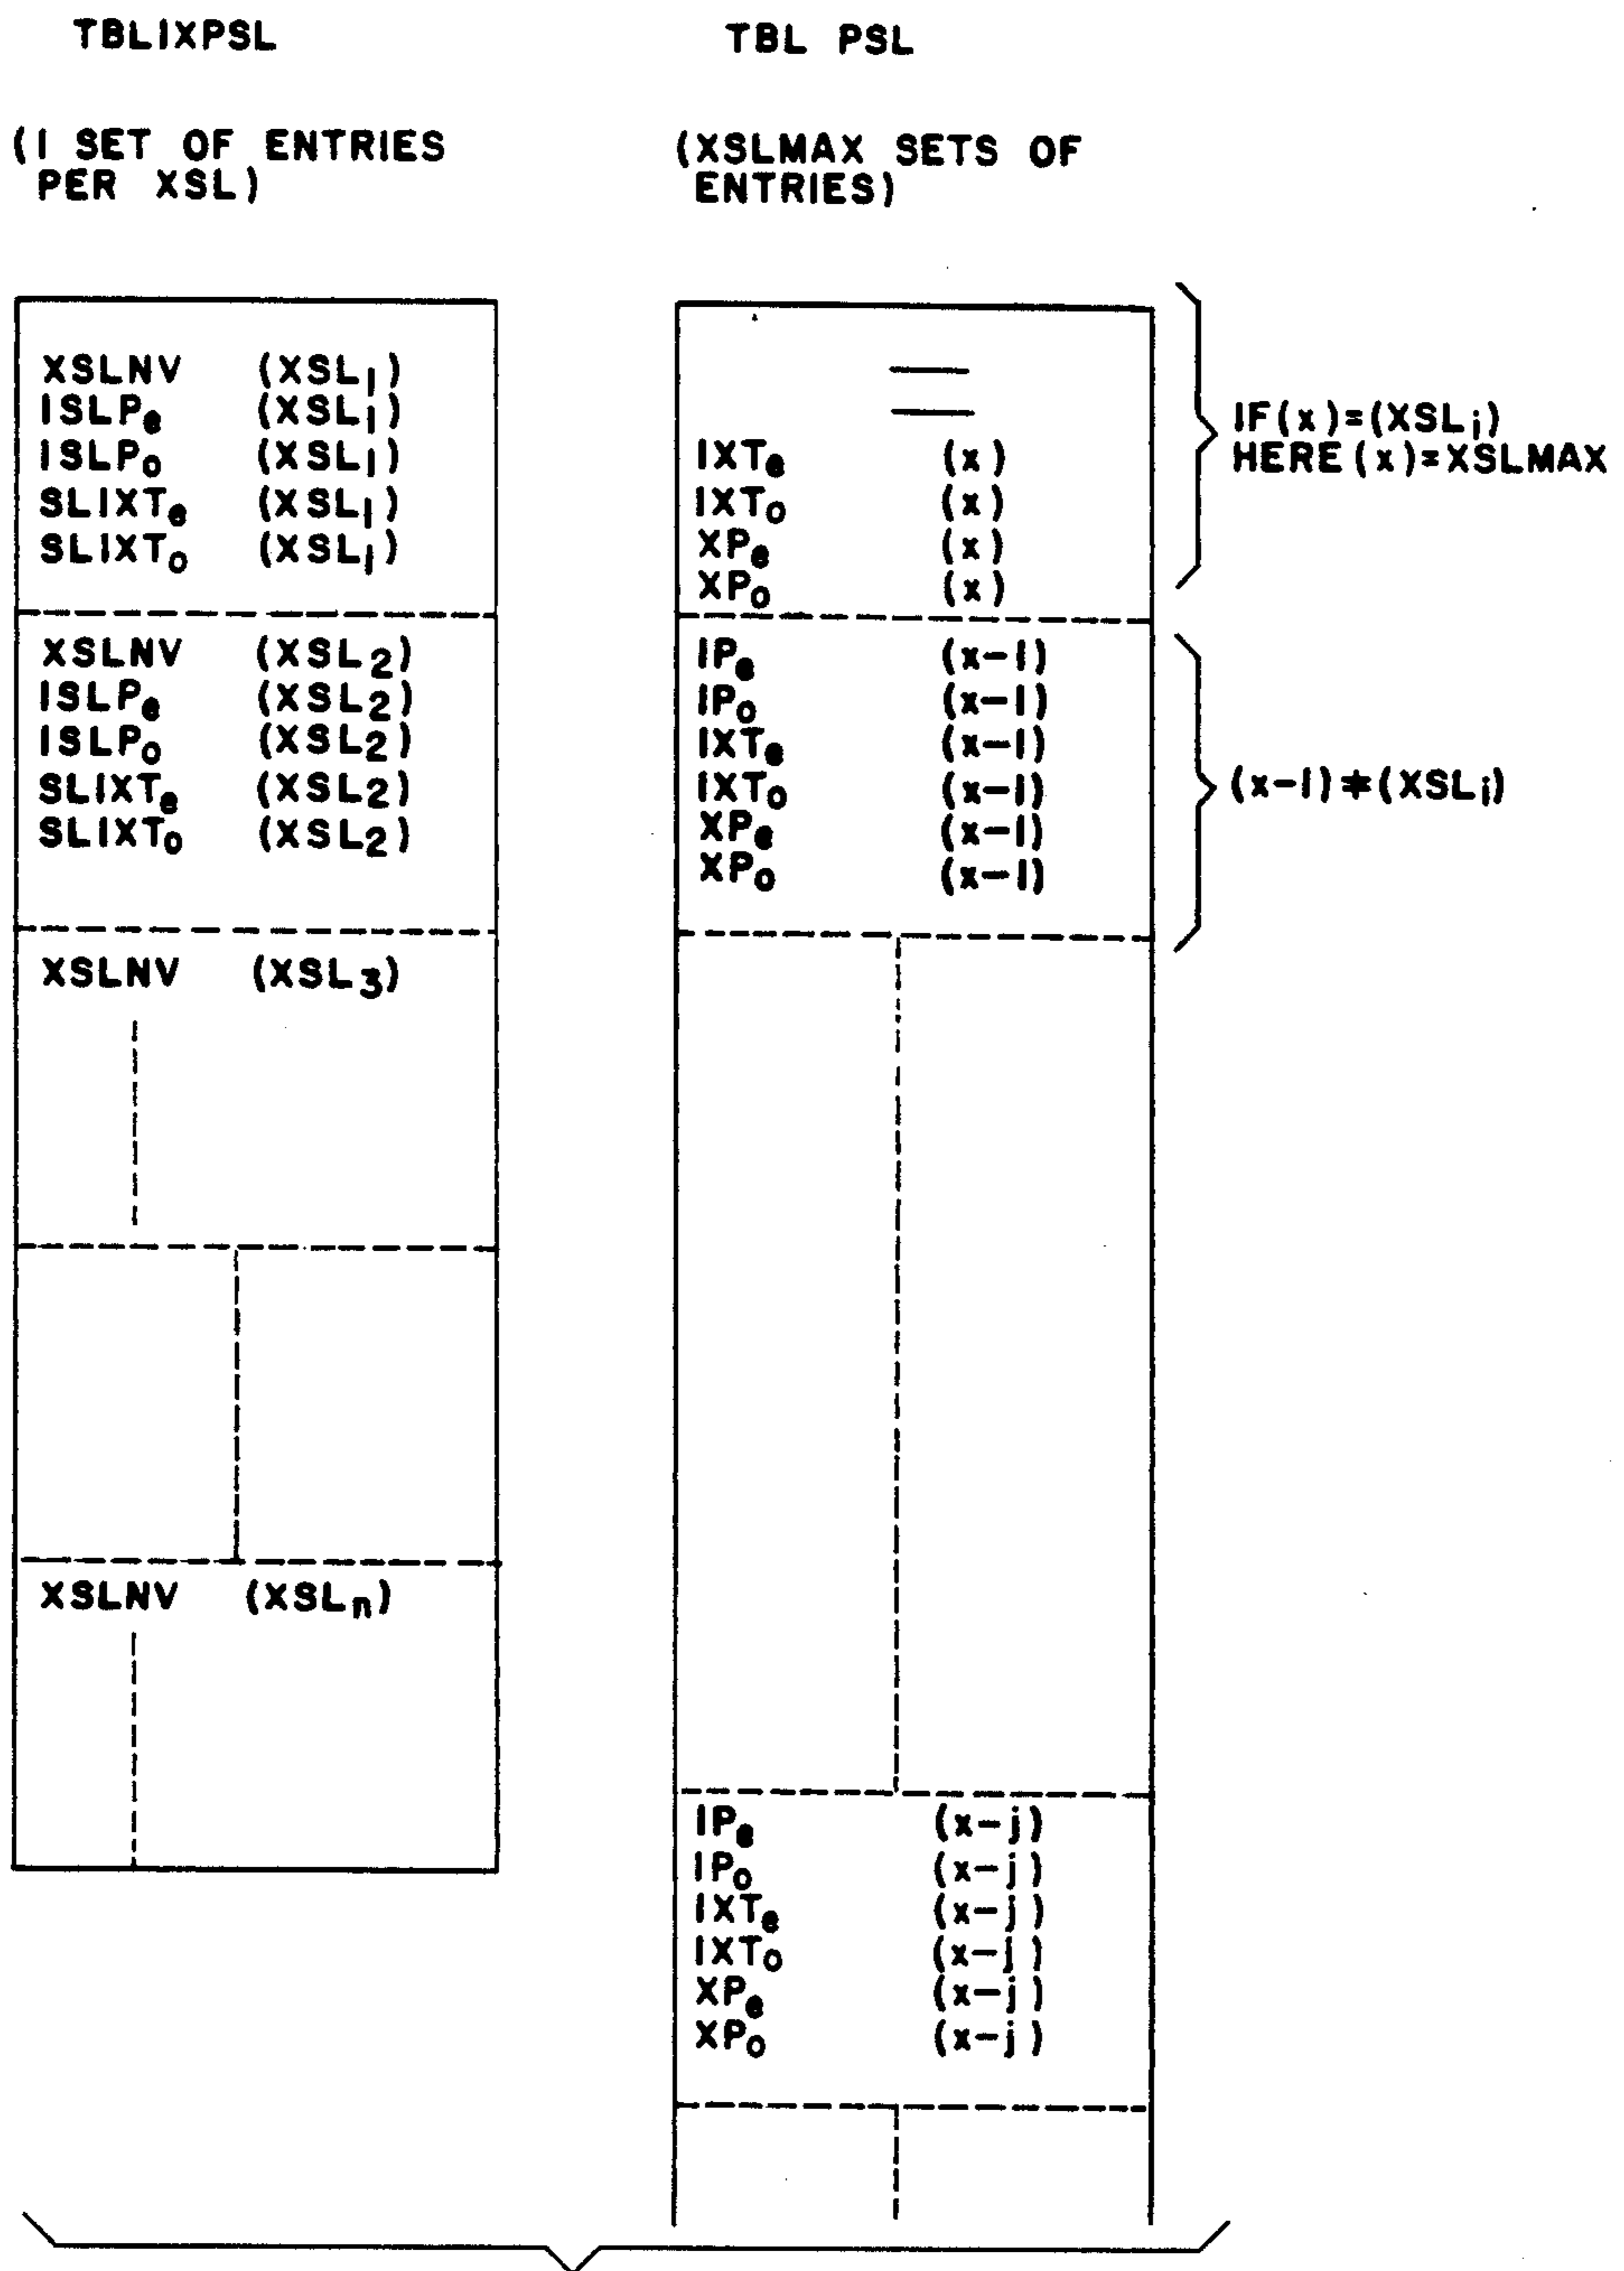 TBLIXPSL
(1 SET OF ENTRIES
PER XSL)
XSLNV (XSL₁)
ISLPₑ (XSL₁)
ISLPₒ (XSL₁)
SLIXTₑ (XSL₁)
SLIXTₒ (XSL₁)
XSLNV (XSL₂)
ISLPₑ (XSL₂)
ISLPₒ (XSL₂)
SLIXTₑ (XSL₂)
SLIXTₒ (XSL₂)
XSLNV (XSL₃)
XSLNV (XSLₙ)
TBL PSL
(XSLMAX SETS OF
ENTRIES)
IXTₑ (x)
IXTₒ (x)
XPₑ (x)
XPₒ (x)
IPₑ (x-1)
IPₒ (x-1)
IXTₑ (x-1)
IXTₒ (x-1)
XPₑ (x-1)
XPₒ (x-1)
IPₑ (x-j)
IPₒ (x-j)
IXTₑ (x-j)
IXTₒ (x-j)
XPₑ (x-j)
XPₒ (x-j)
IF(x)=(XSLᵢ)
HERE(x)=XSLMAX
(x-1)≠(XSLᵢ)